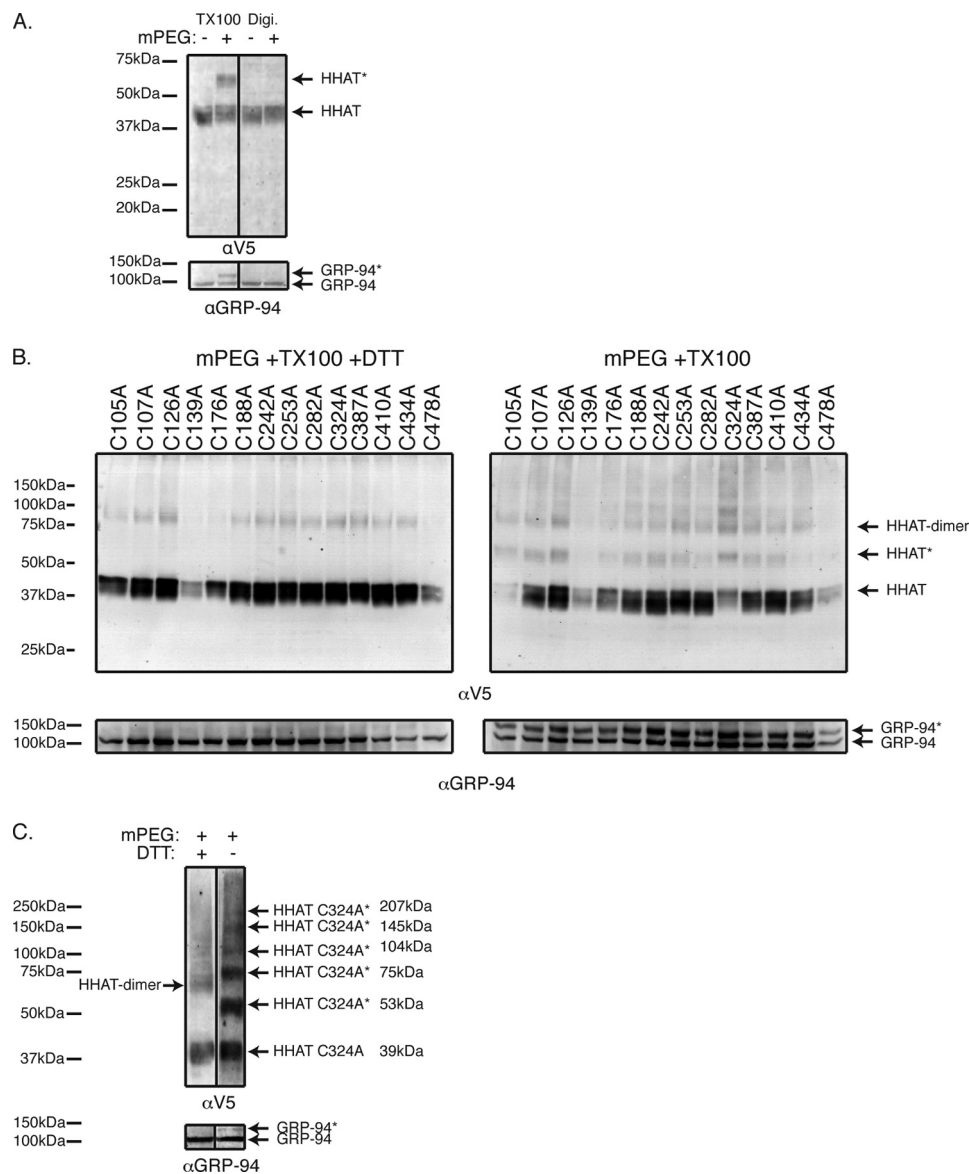 A.
TX100 Digi.
mPEG: - + - +
75kDa
50kDa
37kDa
25kDa
20kDa
HHAT*
HHAT
αV5
150kDa
100kDa
GRP-94*
GRP-94
αGRP-94
B.
mPEG +TX100 +DTT
C105A C107A C126A C139A C176A C188A C242A C253A C282A C324A C387A C410A C434A C478A
mPEG +TX100
C105A C107A C126A C139A C176A C188A C242A C253A C282A C324A C387A C410A C434A C478A
150kDa
100kDa
75kDa
50kDa
37kDa
25kDa
HHAT-dimer
HHAT*
HHAT
αV5
150kDa
100kDa
GRP-94*
GRP-94
αGRP-94
C.
mPEG: + +
DTT: + -
250kDa
150kDa
100kDa
75kDa
50kDa
37kDa
HHAT-dimer
HHAT C324A* 207kDa
HHAT C324A* 145kDa
HHAT C324A* 104kDa
HHAT C324A* 75kDa
HHAT C324A* 53kDa
HHAT C324A 39kDa
αV5
150kDa
100kDa
GRP-94*
GRP-94
αGRP-94